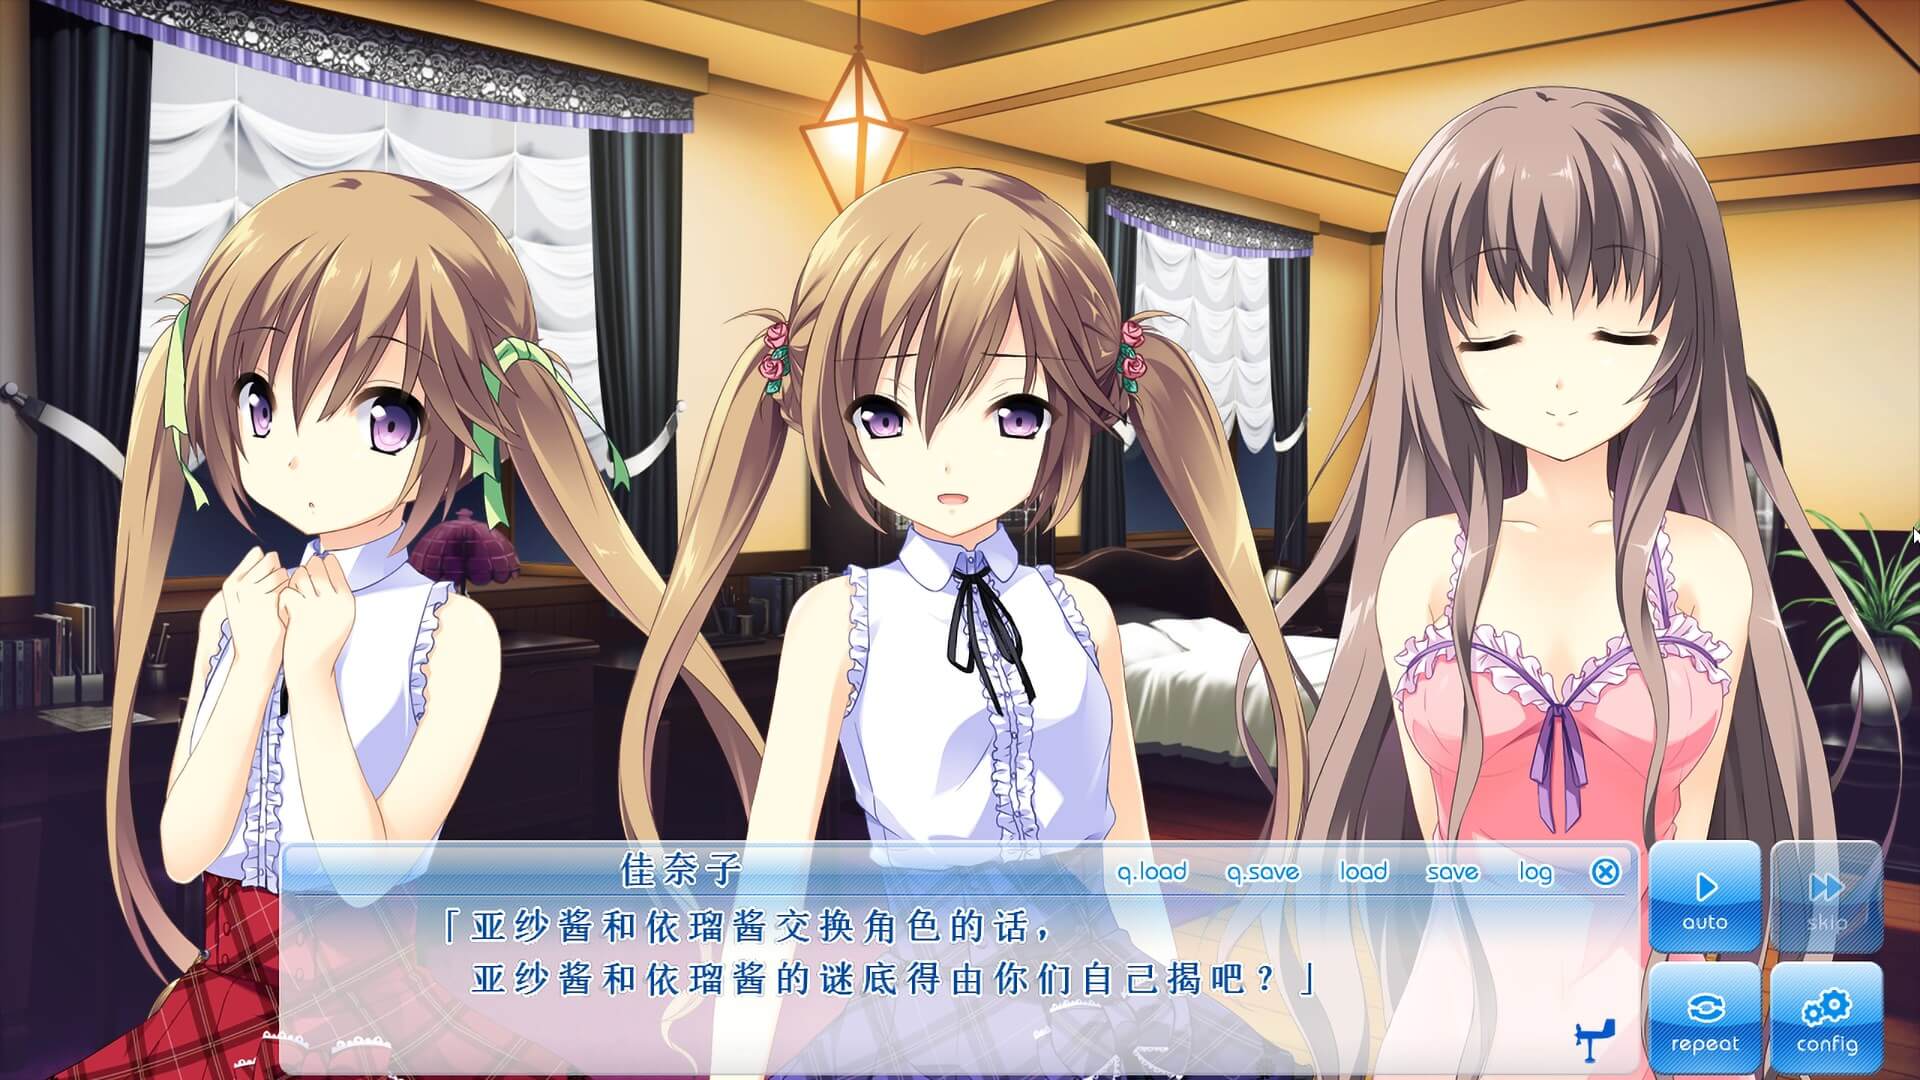 佳奈子
q.load q.save load save log
「亚纱酱和依瑠酱交换角色的话，
亚纱酱和依瑠酱的谜底得由你们自己揭吧？」
auto
skip
repeat
config